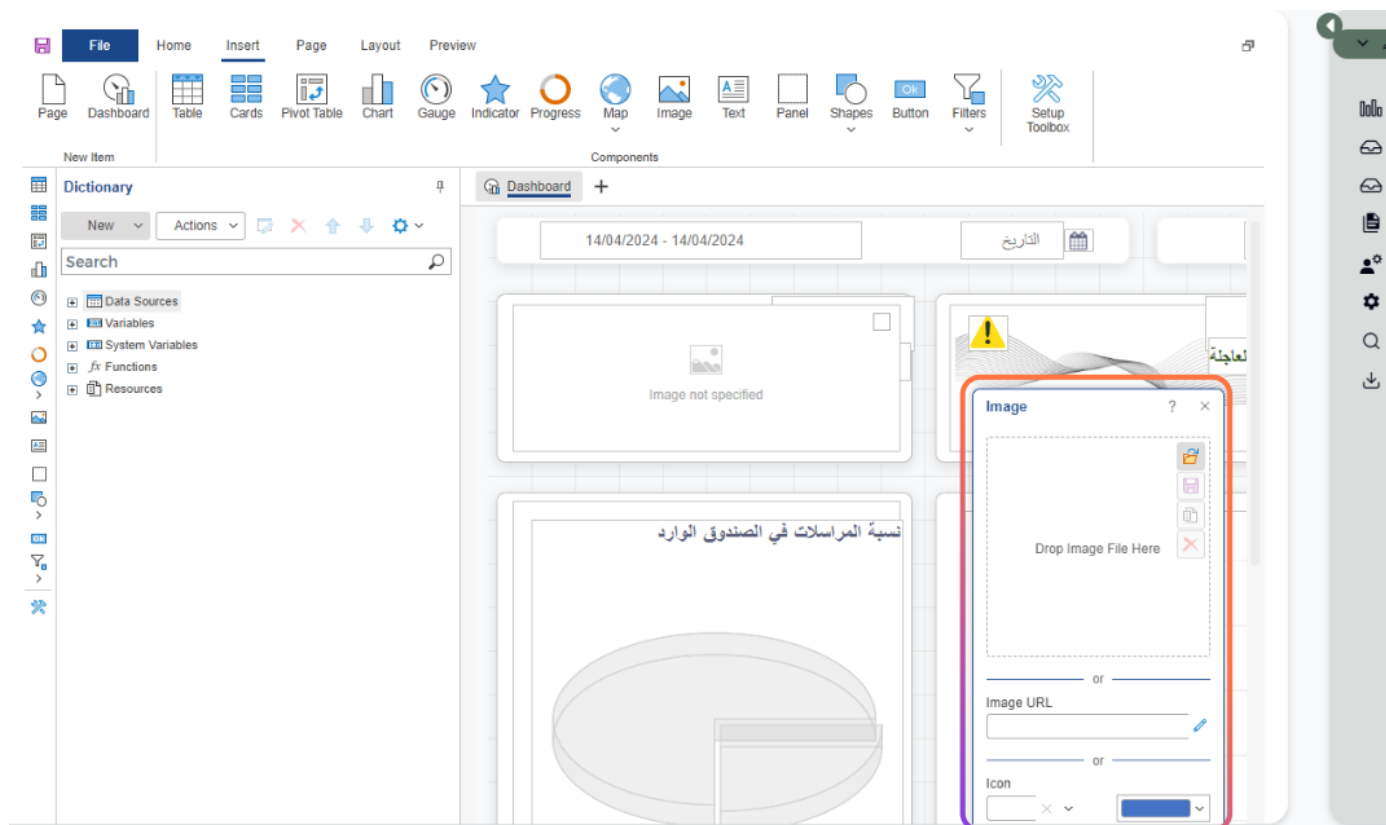 File Home Insert Page Layout Preview
Page Dashboard Table Cards Pivot Table Chart Gauge Indicator Progress Map Image Text Panel Shapes Ok Button Filters Setup Toolbox
New Item Components
Dictionary
Dashboard
New Actions
Search
Data Sources
Variables
System Variables
fx Functions
Resources
14/04/2024 - 14/04/2024
التاريخ
Image not specified
لعاجلة
نسبة المراسلات في الصندوق الوارد
Image ? ×
Drop Image File Here
or
Image URL
or
Icon